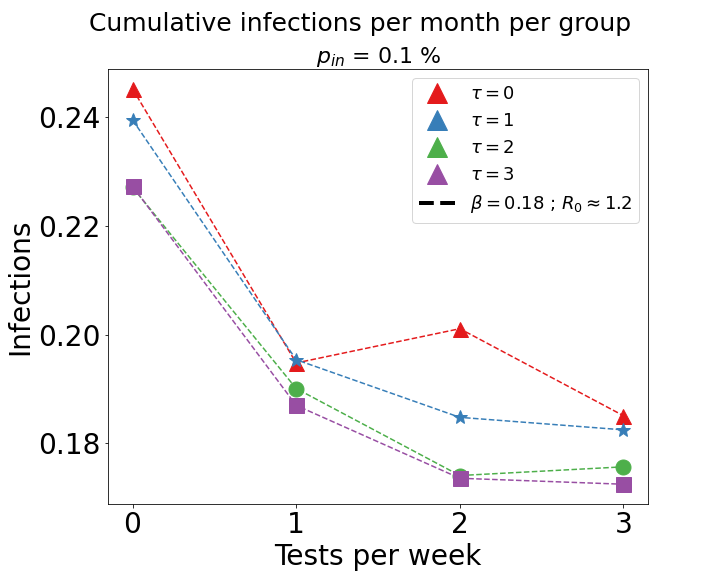 Cumulative infections per month per group
p_in = 0.1 %
τ = 0
τ = 1
τ = 2
τ = 3
β = 0.18 ; R₀ ≈ 1.2
Infections
0.24
0.22
0.20
0.18
0 1 2 3
Tests per week